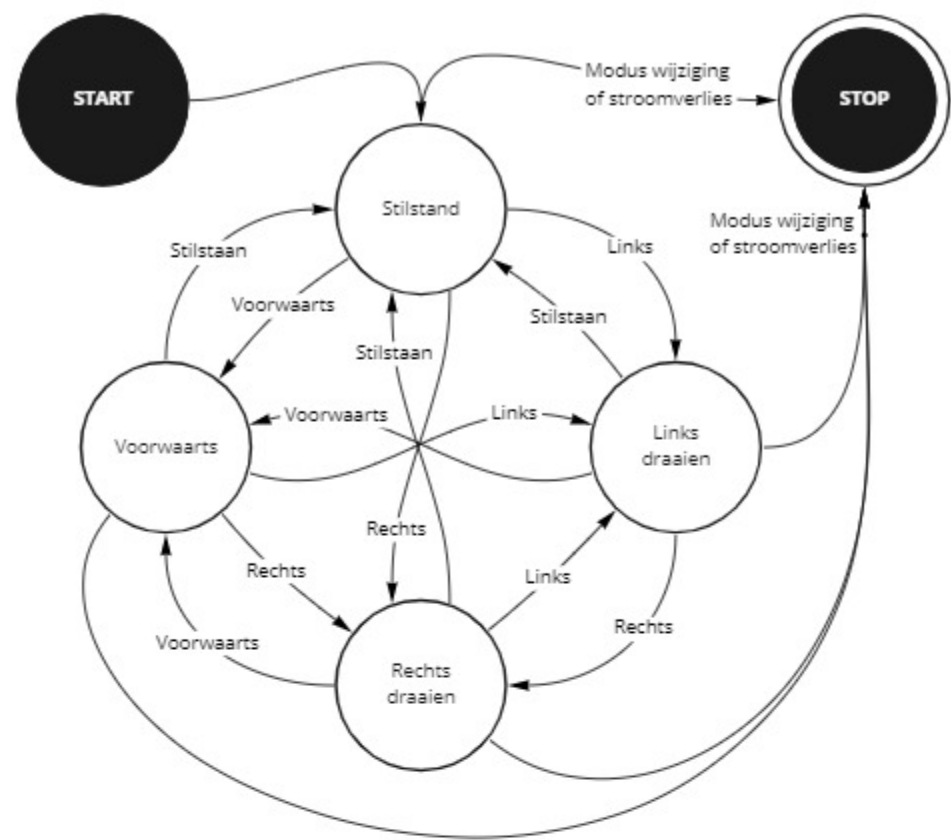 START
Modus wijziging
of stroomverlies
STOP
Stilstand
Modus wijziging
of stroomverlies
Stilstaan
Links
Voorwaarts
Stilstaan
Stilstaan
Voorwaarts
Links
Voorwaarts
Links
draaien
Rechts
Rechts
Links
Rechts
Voorwaarts
Rechts
draaien